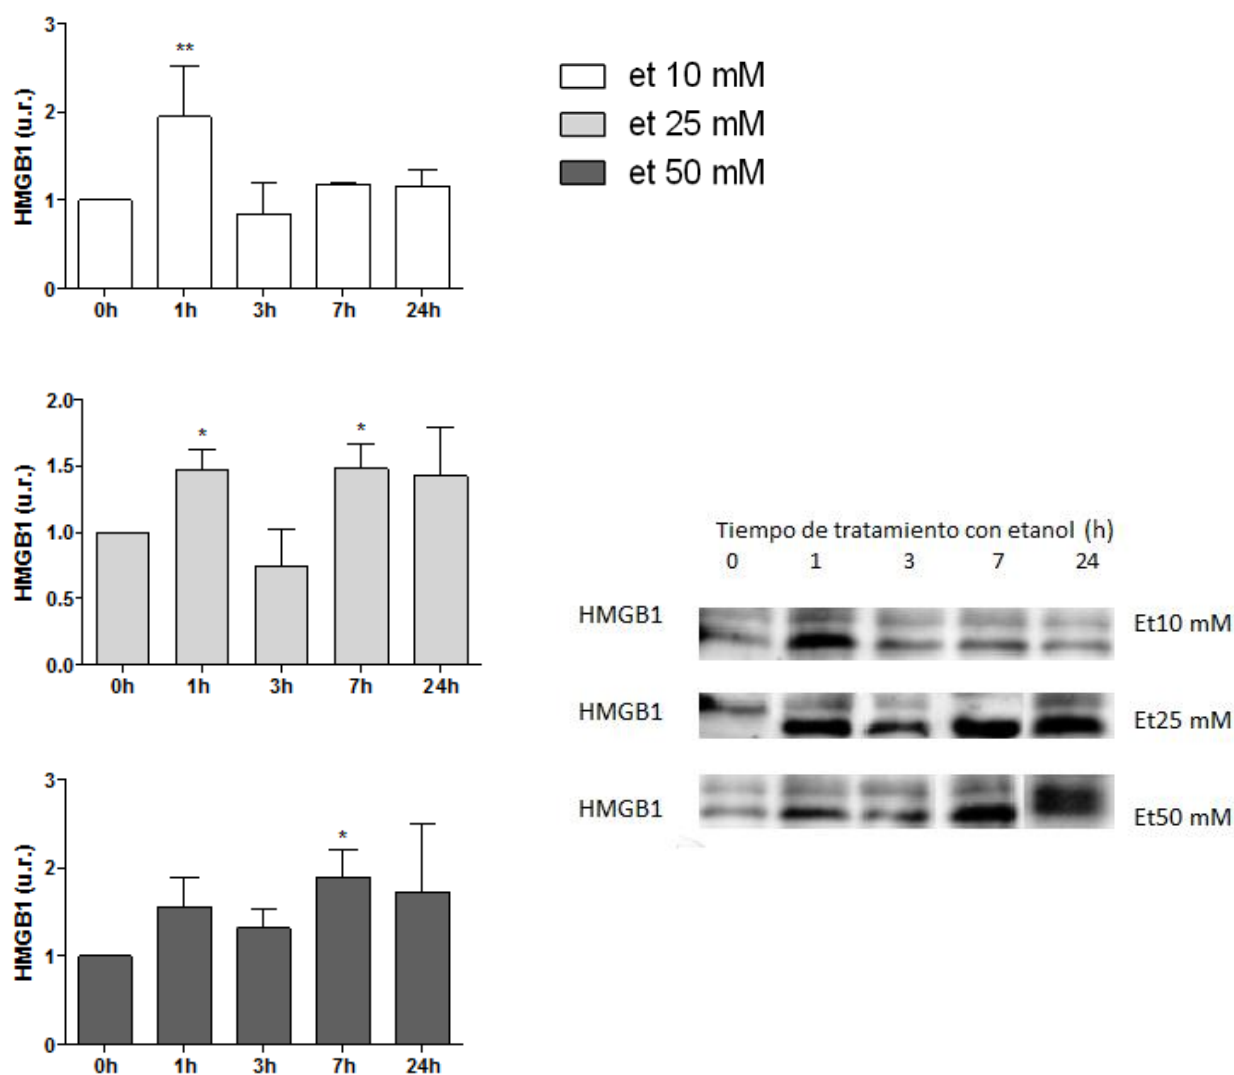 3
**
2
1
0
HMGB1 (u.r.)
0h 1h 3h 7h 24h
et 10 mM
et 25 mM
et 50 mM
2.0
* *
1.5
1.0
0.5
0.0
HMGB1 (u.r.)
0h 1h 3h 7h 24h
Tiempo de tratamiento con etanol (h)
0 1 3 7 24
HMGB1 Et10 mM
HMGB1 Et25 mM
HMGB1 Et50 mM
3
*
2
1
0
HMGB1 (u.r.)
0h 1h 3h 7h 24h